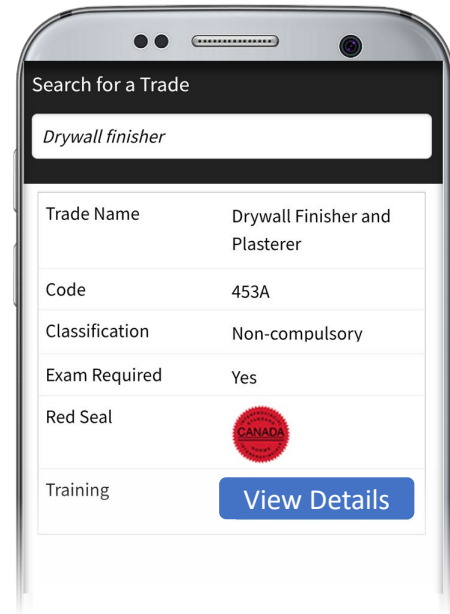 Search for a Trade
Drywall finisher
Trade Name
Drywall Finisher and
Plasterer
Code
453A
Classification
Non-compulsory
Exam Required
Yes
Red Seal
CANADA
Training
View Details